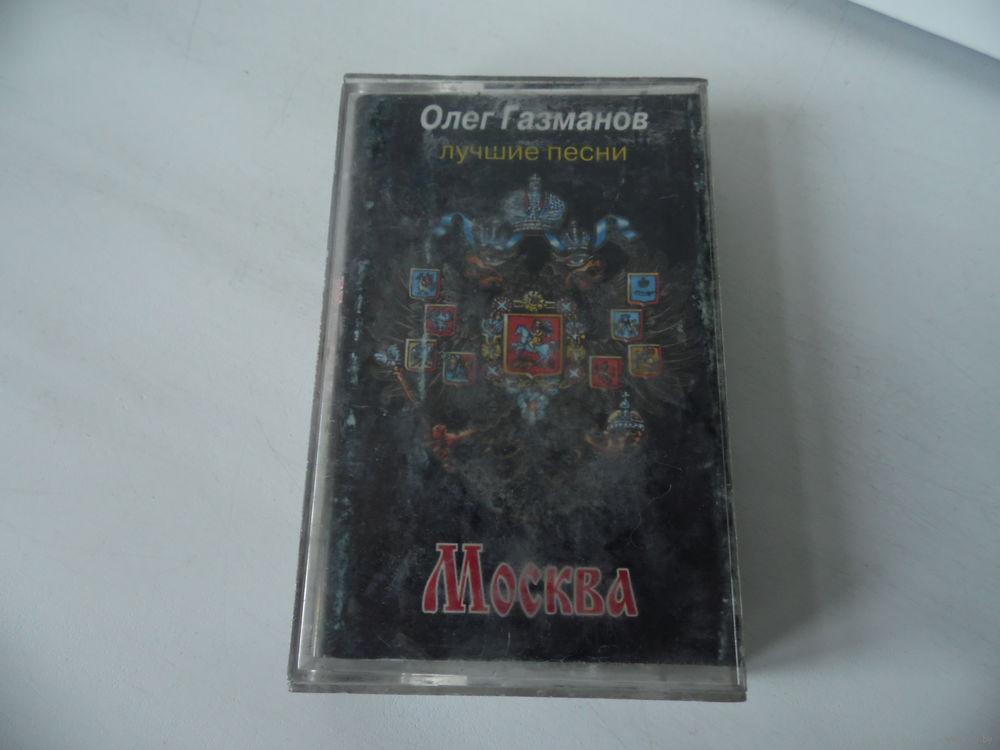 Олег Газманов
лучшие песни
Москва